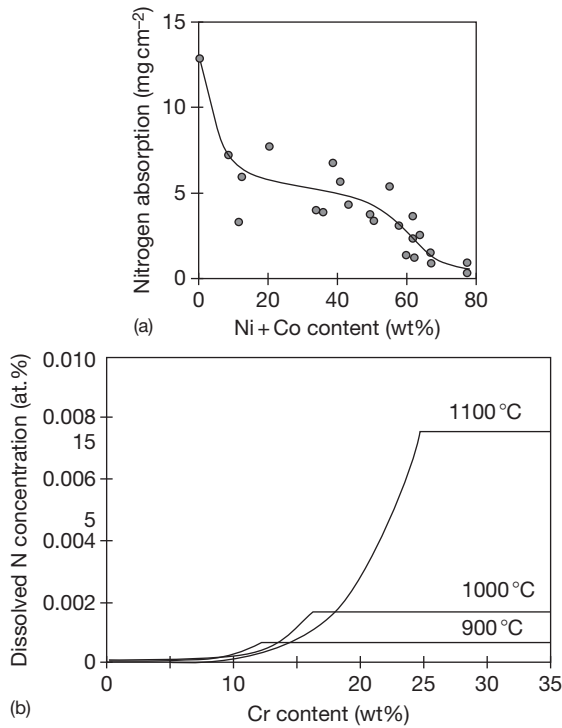 15
10
5
0
0
20
40
60
80
Nitrogen absorption (mg cm−2)
Ni + Co content (wt%)
(a)
0.010
0.008
15
0.006
5
0.004
0.002
0
0
5
10
15
20
25
30
35
1100 °C
1000 °C
900 °C
Dissolved N concentration (at.%)
Cr content (wt%)
(b)